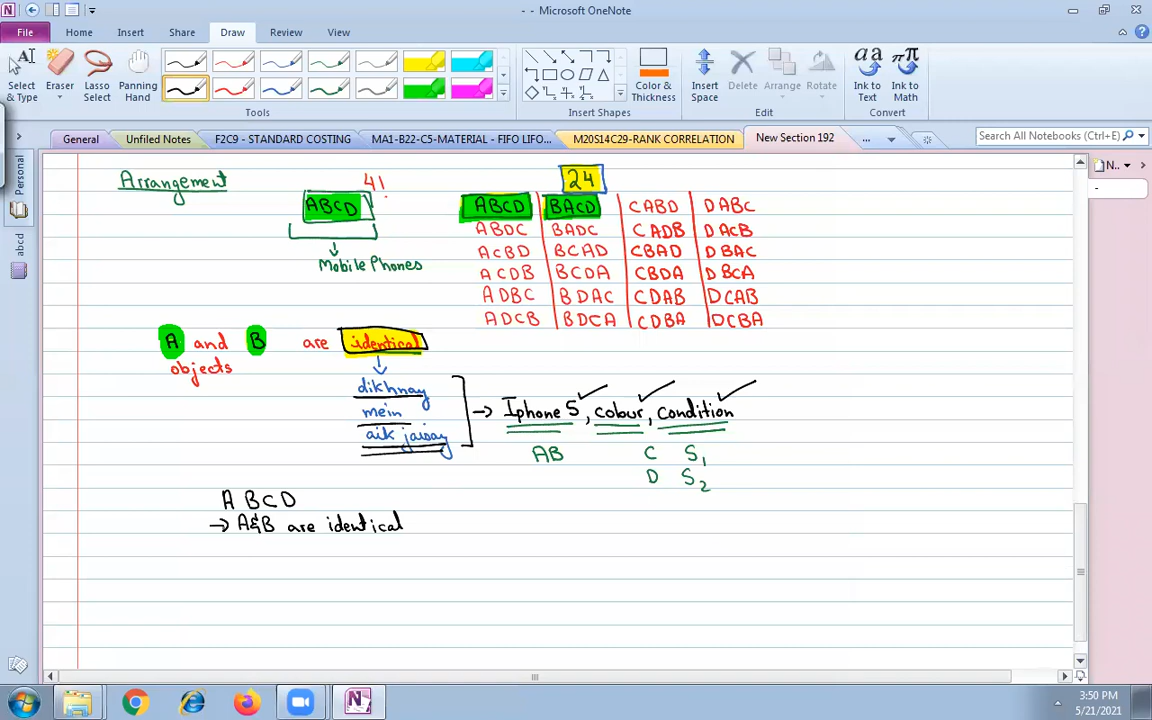 - - Microsoft OneNote
File Home Insert Share Draw Review View
Select & Type
Eraser
Lasso Select
Panning Hand
Color & Thickness
Insert Space
Delete
Arrange
Rotate
Ink to Text
Ink to Math
Tools
Insert Shapes
Edit
Convert
General
Unfiled Notes
F2C9 - STANDARD COSTING
MA1-B22-C5-MATERIAL - FIFO LIFO...
M20S14C29-RANK CORRELATION
New Section 192
...
Search All Notebooks (Ctrl+E)
N..
-
Personal
abcd
Arrangement
4!
24
ABCD
Mobile Phones
ABCD BACD CABD DABC
ABDC BADC CADB DACB
ACBD BCAD CBAD DBAC
ACDB BCDA CBDA DBCA
ADBC BDAC CDAB DCAB
ADCB BDCA CDBA DCBA
A and B are identical
objects
dikhnay
mein
aik jaisay
→ Iphone 5, colour, condition
AB C S1
D S2
A B C D
→ A&B are identical
3:50 PM
5/21/2021